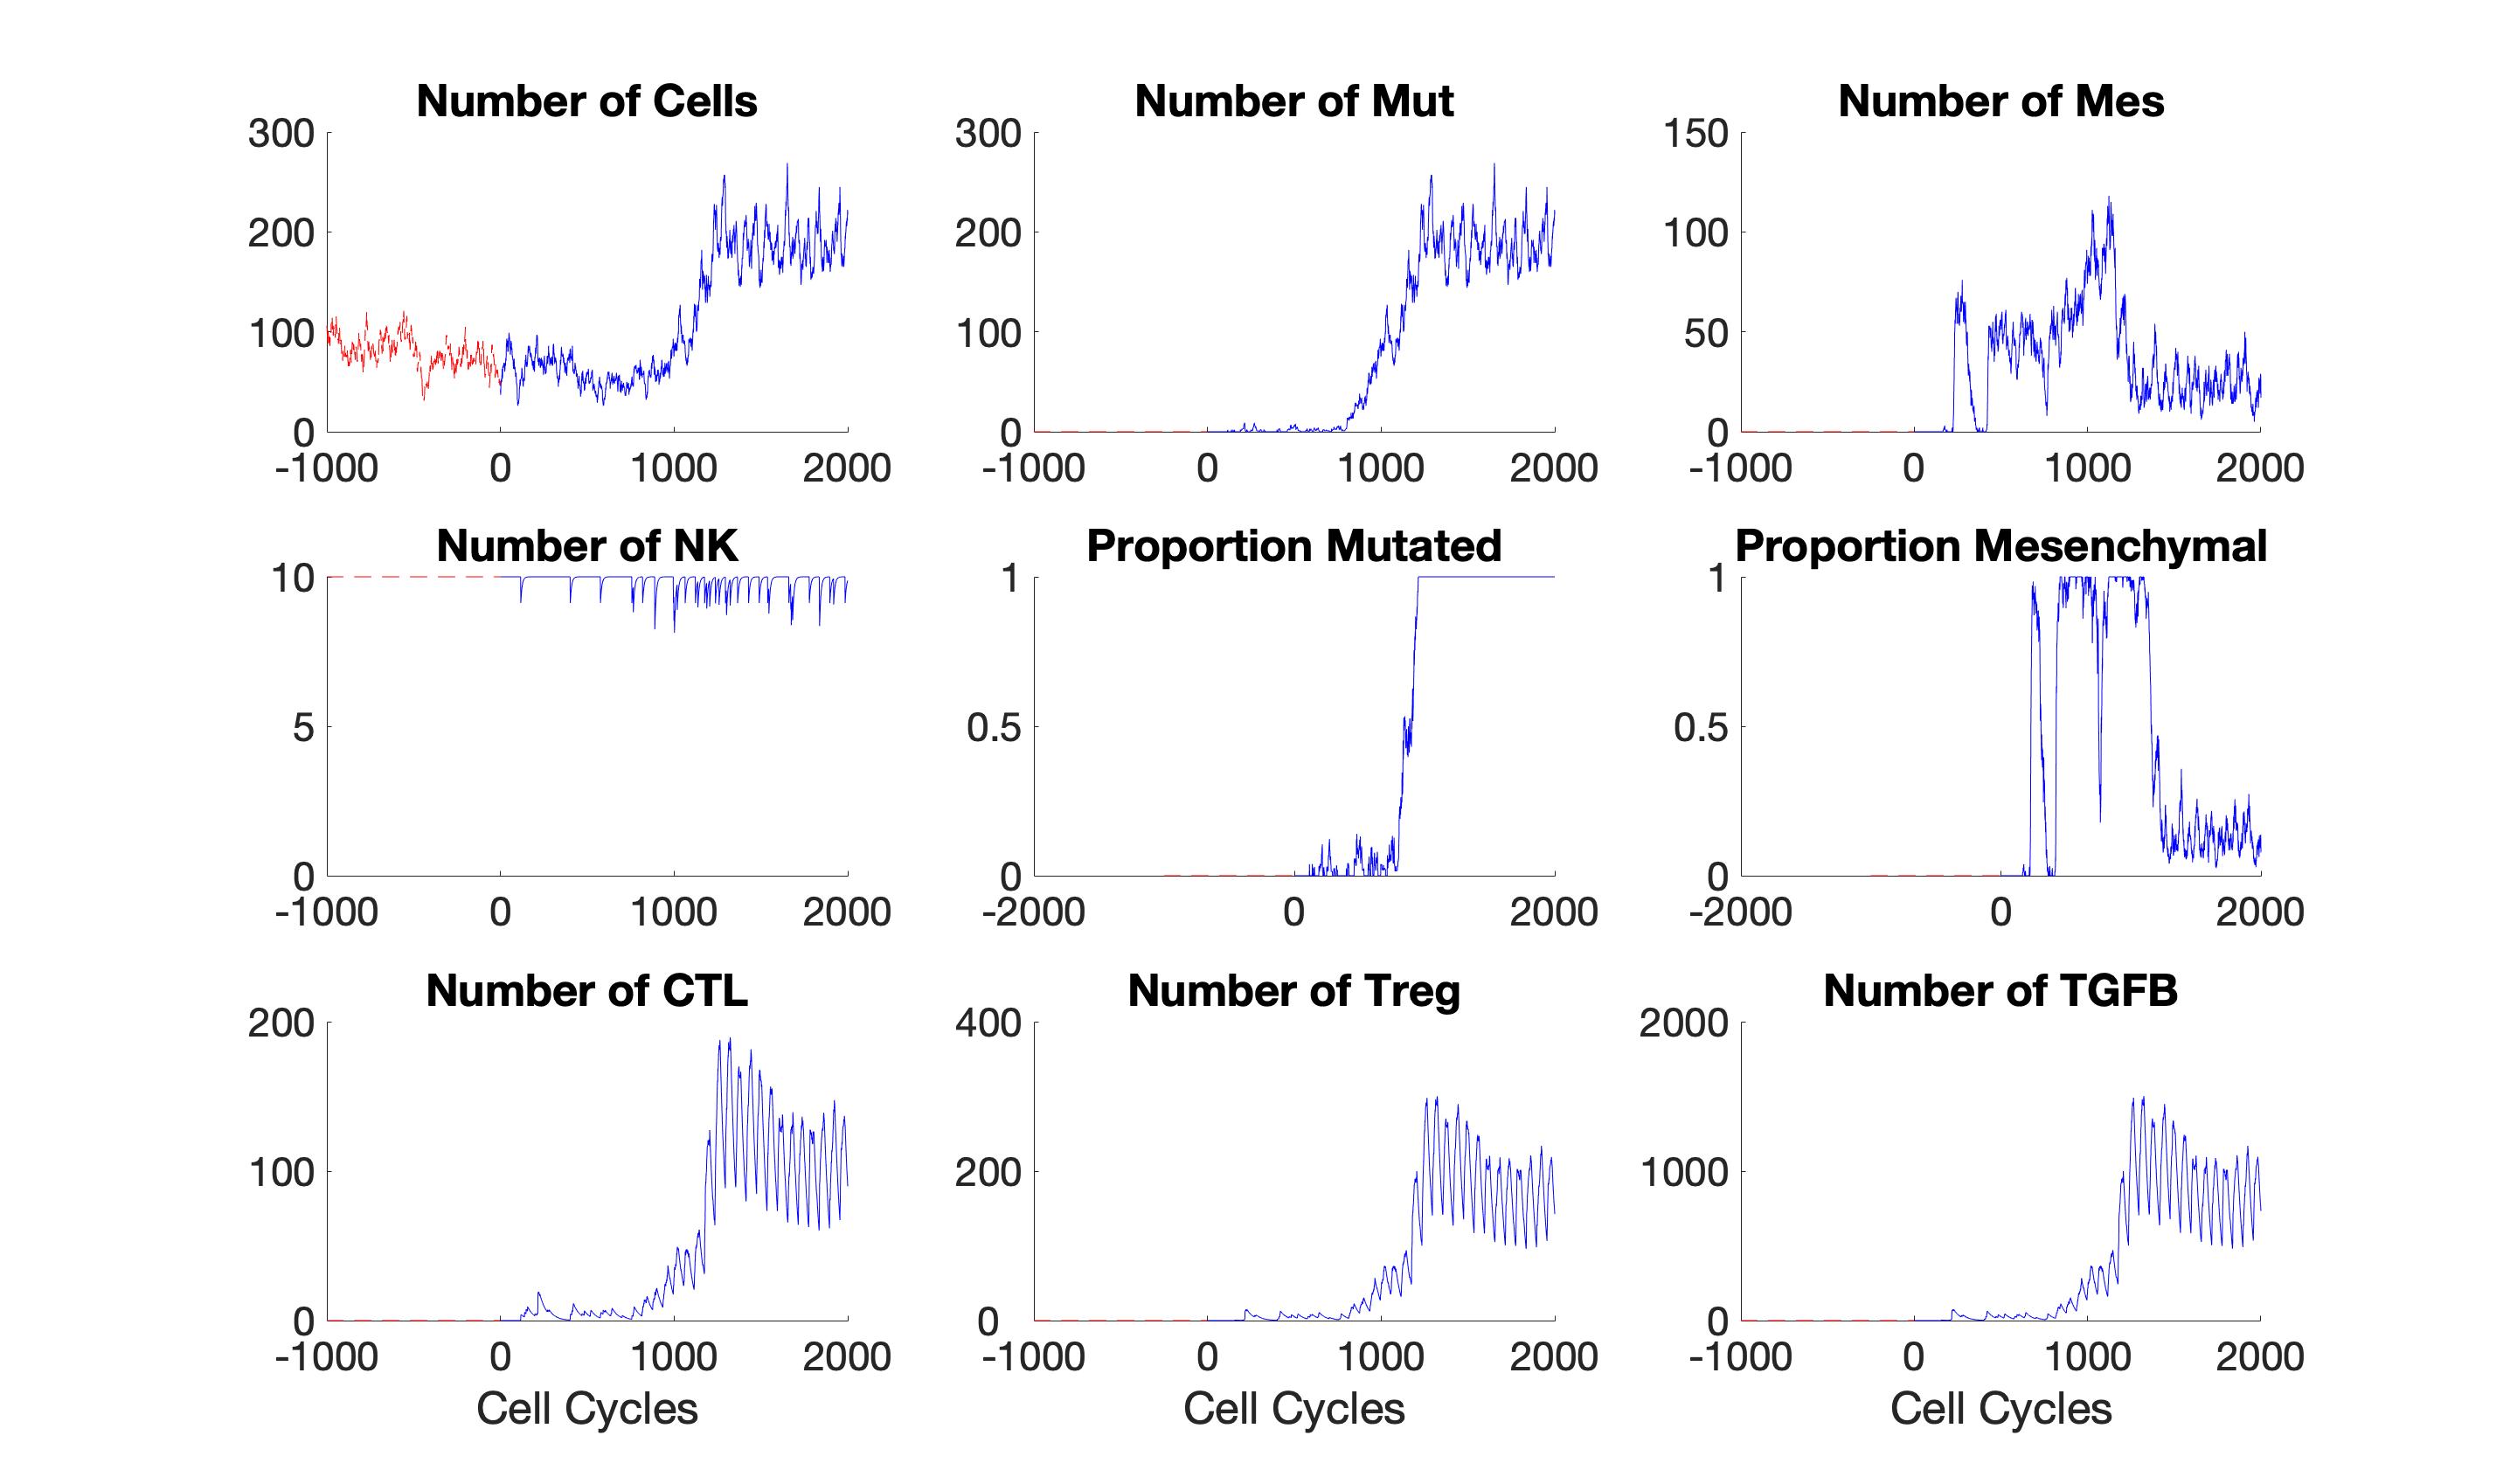 Number of Cells
300
200
100
0
-1000 0 1000 2000
Number of Mut
300
200
100
0
-1000 0 1000 2000
Number of Mes
150
100
50
0
-1000 0 1000 2000
Number of NK
10
5
0
-1000 0 1000 2000
Proportion Mutated
1
0.5
0
-2000 0 2000
Proportion Mesenchymal
1
0.5
0
-2000 0 2000
Number of CTL
200
100
0
-1000 0 1000 2000
Cell Cycles
Number of Treg
400
200
0
-1000 0 1000 2000
Cell Cycles
Number of TGFB
2000
1000
0
-1000 0 1000 2000
Cell Cycles